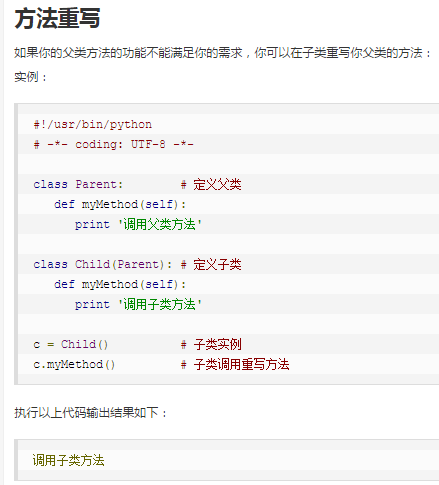 方法重写
如果你的父类方法的功能不能满足你的需求，你可以在子类重写你父类的方法：
实例：
#!/usr/bin/python
# -*- coding: UTF-8 -*-
class Parent:        # 定义父类
   def myMethod(self):
      print '调用父类方法'
class Child(Parent): # 定义子类
   def myMethod(self):
      print '调用子类方法'
c = Child()          # 子类实例
c.myMethod()         # 子类调用重写方法
执行以上代码输出结果如下：
调用子类方法